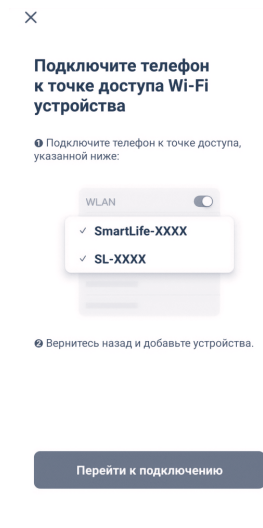 Подключите телефон
к точке доступа Wi-Fi
устройства
❶ Подключите телефон к точке доступа,
указанной ниже:
WLAN
SmartLife-XXXX
SL-XXXX
❷ Вернитесь назад и добавьте устройства.
Перейти к подключению